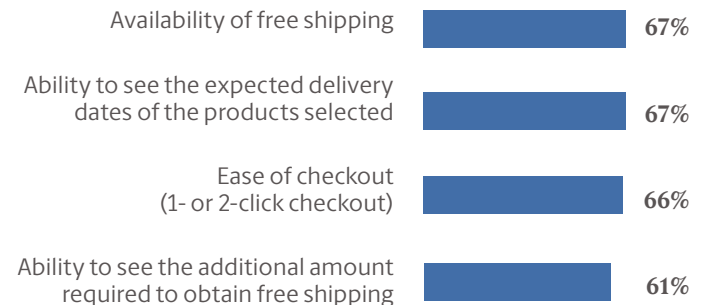 Availability of free shipping 67%
Ability to see the expected delivery
dates of the products selected 67%
Ease of checkout
(1- or 2-click checkout) 66%
Ability to see the additional amount
required to obtain free shipping 61%